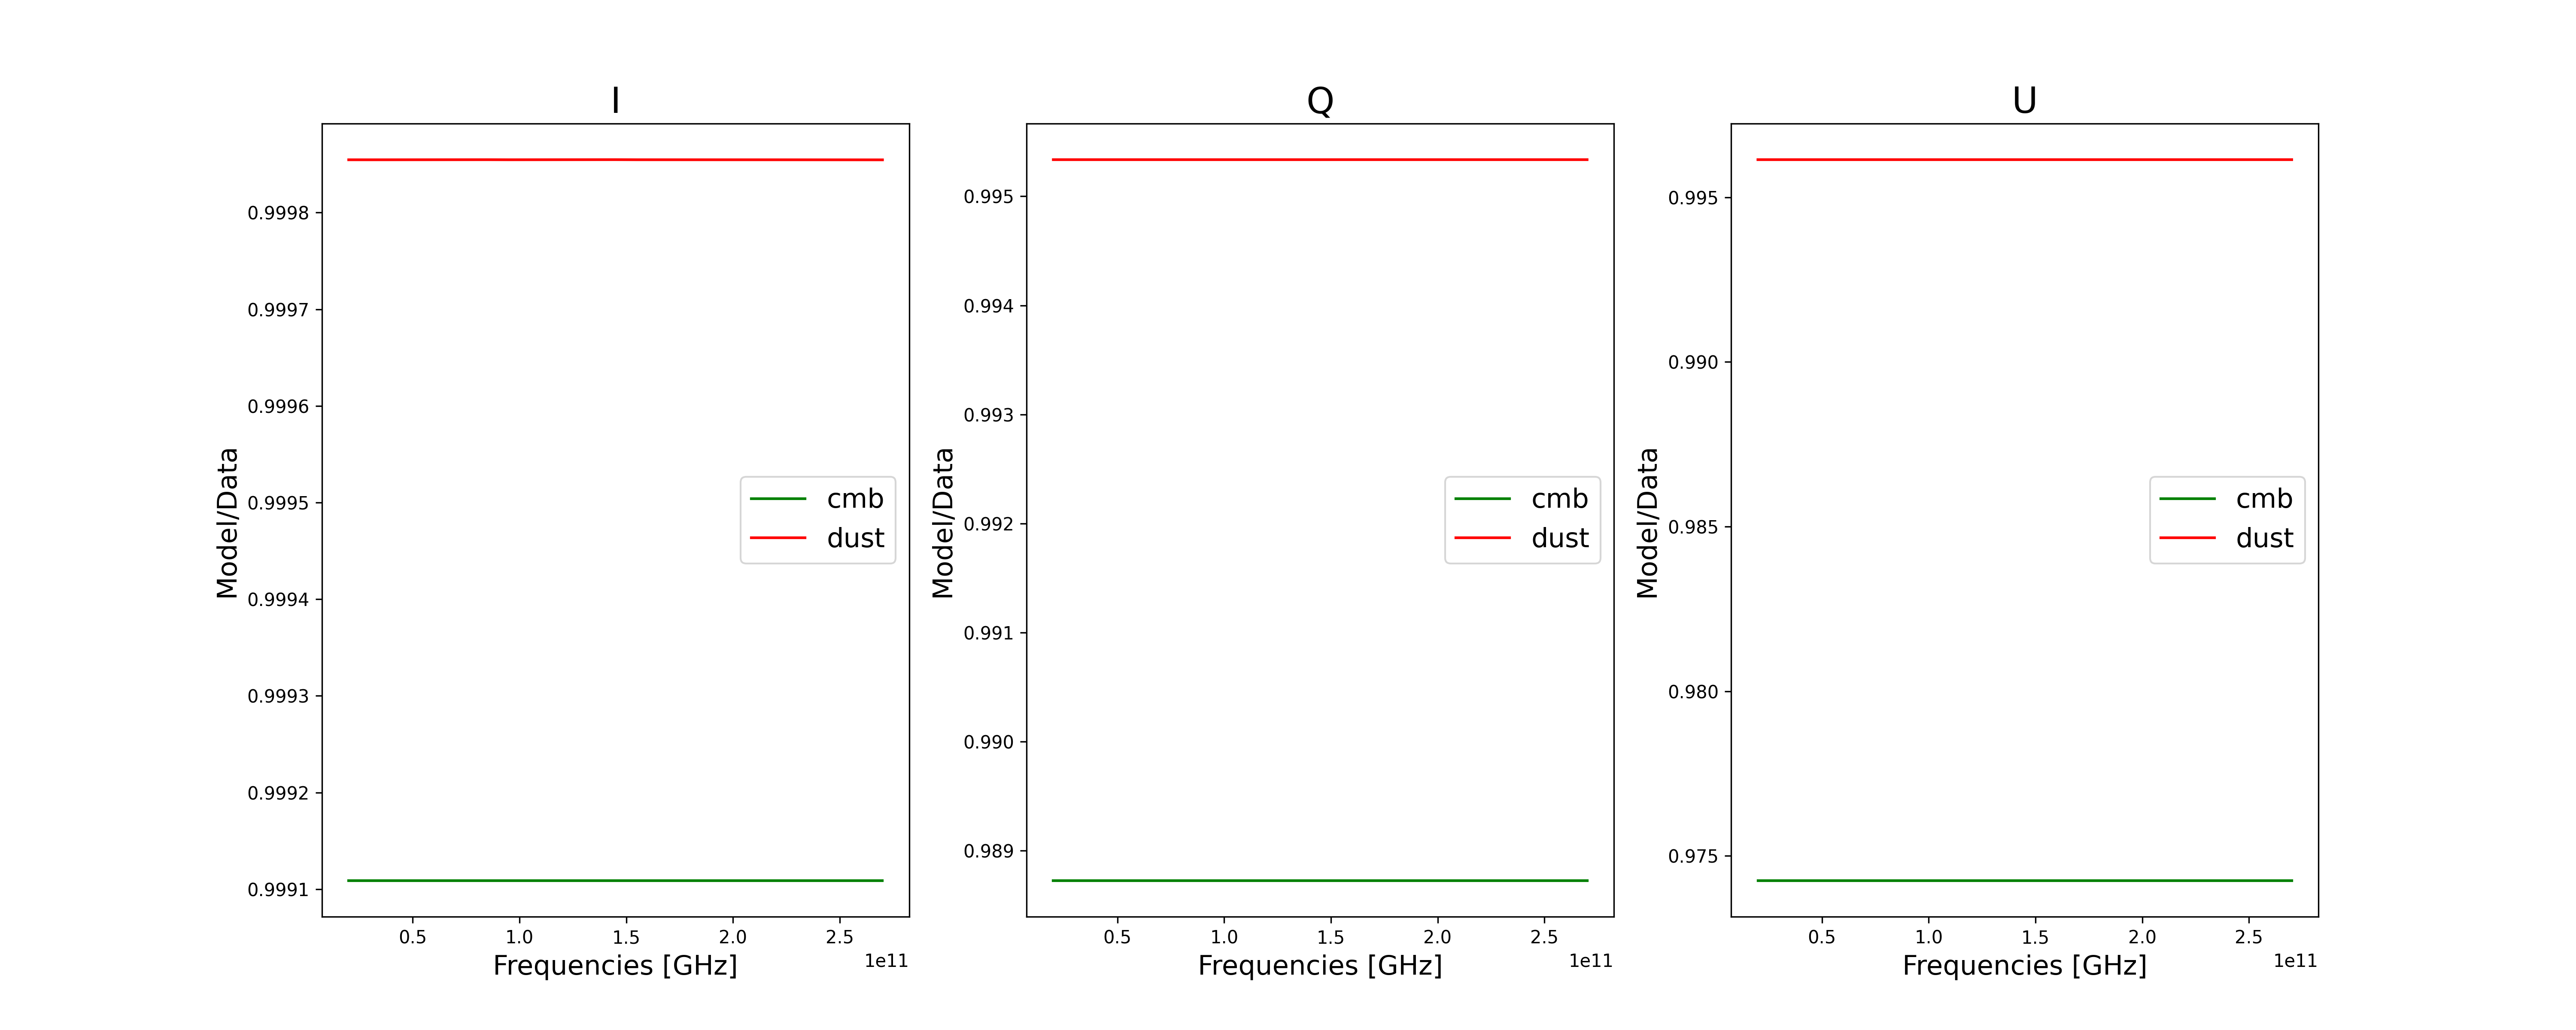 I
Model/Data
0.9998
0.9997
0.9996
0.9995
0.9994
0.9993
0.9992
0.9991
cmb
dust
0.5 1.0 1.5 2.0 2.5
Frequencies [GHz]
1e11
Q
Model/Data
0.995
0.994
0.993
0.992
0.991
0.990
0.989
cmb
dust
0.5 1.0 1.5 2.0 2.5
Frequencies [GHz]
1e11
U
Model/Data
0.995
0.990
0.985
0.980
0.975
cmb
dust
0.5 1.0 1.5 2.0 2.5
Frequencies [GHz]
1e11